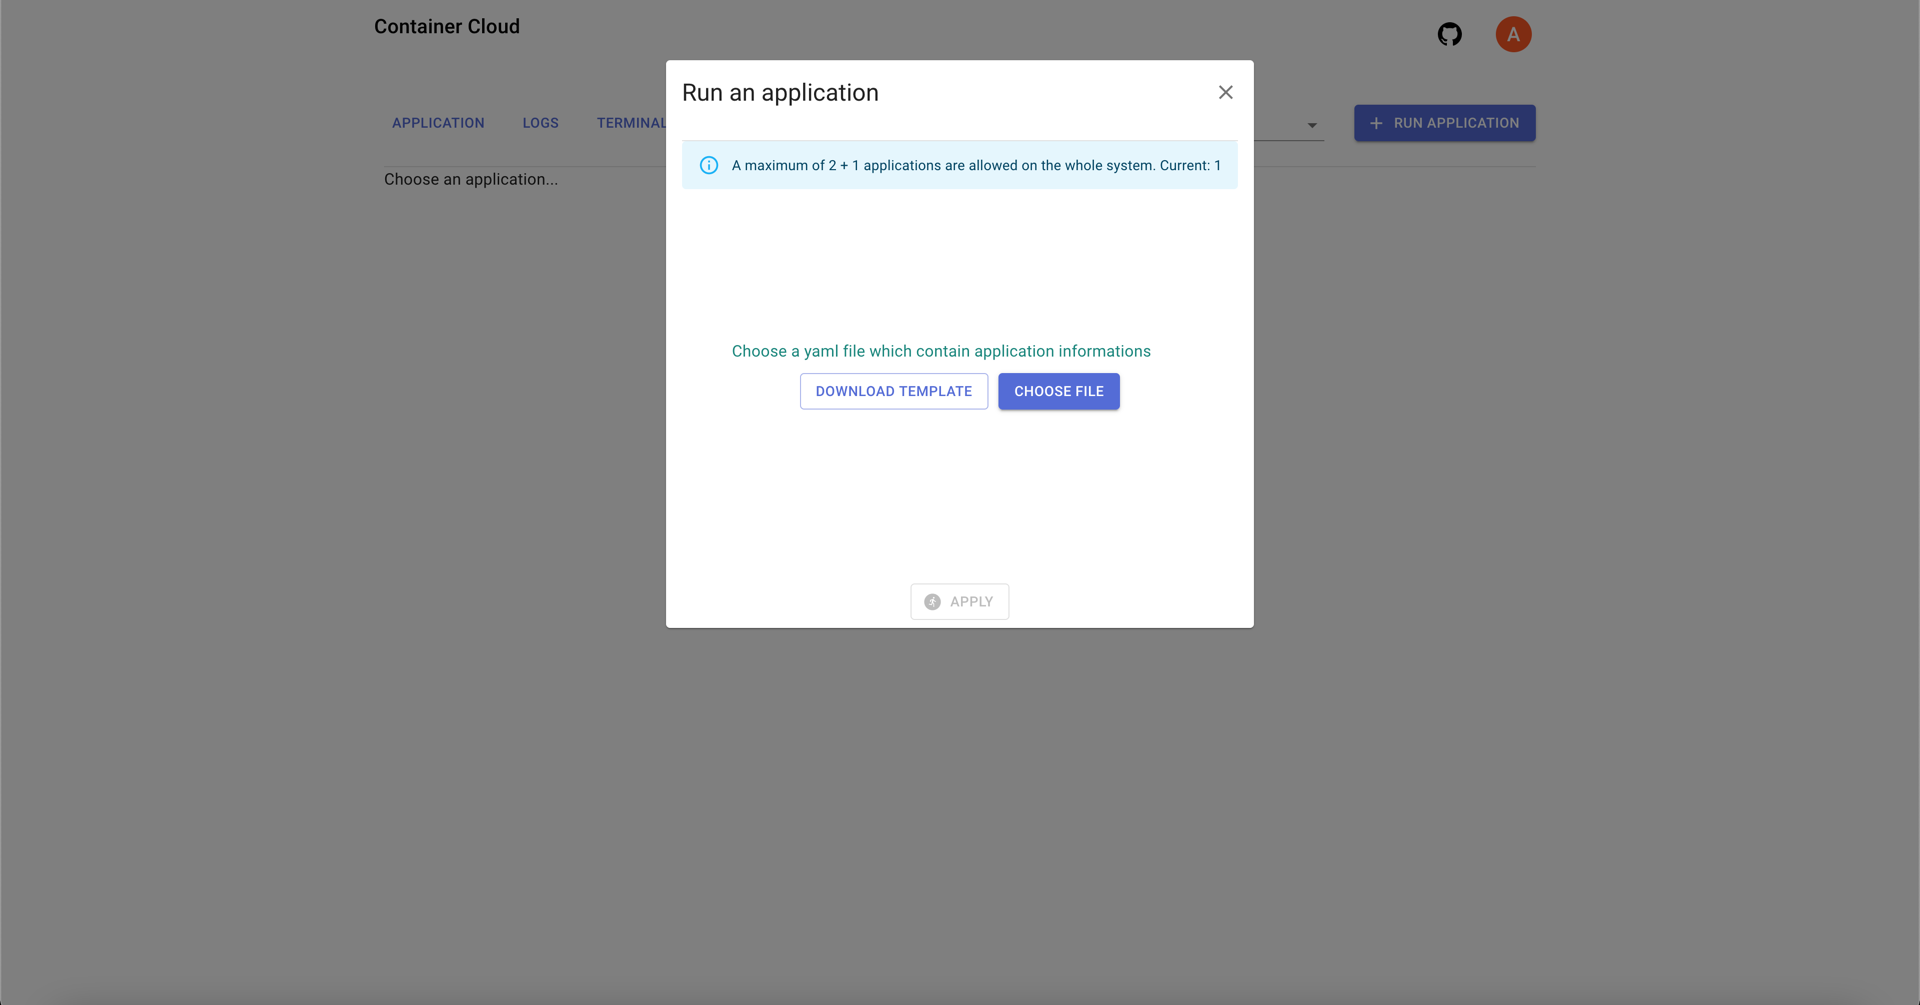 Container Cloud
A
Run an application
APPLICATION
LOGS
TERMINAL
RUN APPLICATION
A maximum of 2 + 1 applications are allowed on the whole system. Current: 1
Choose an application...
Choose a yaml file which contain application informations
DOWNLOAD TEMPLATE
CHOOSE FILE
APPLY